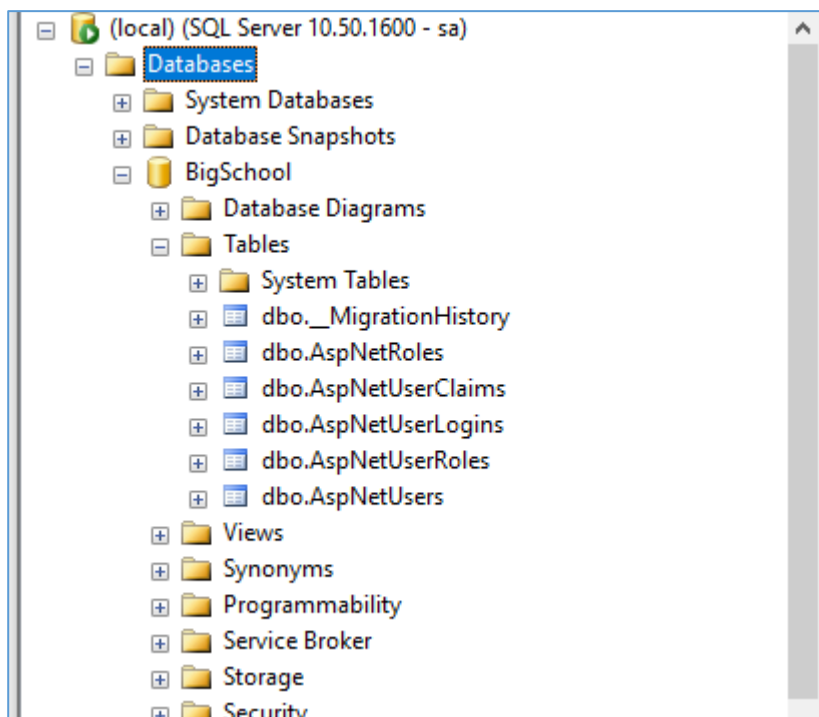 (local) (SQL Server 10.50.1600 - sa)
Databases
System Databases
Database Snapshots
BigSchool
Database Diagrams
Tables
System Tables
dbo.__MigrationHistory
dbo.AspNetRoles
dbo.AspNetUserClaims
dbo.AspNetUserLogins
dbo.AspNetUserRoles
dbo.AspNetUsers
Views
Synonyms
Programmability
Service Broker
Storage
Security